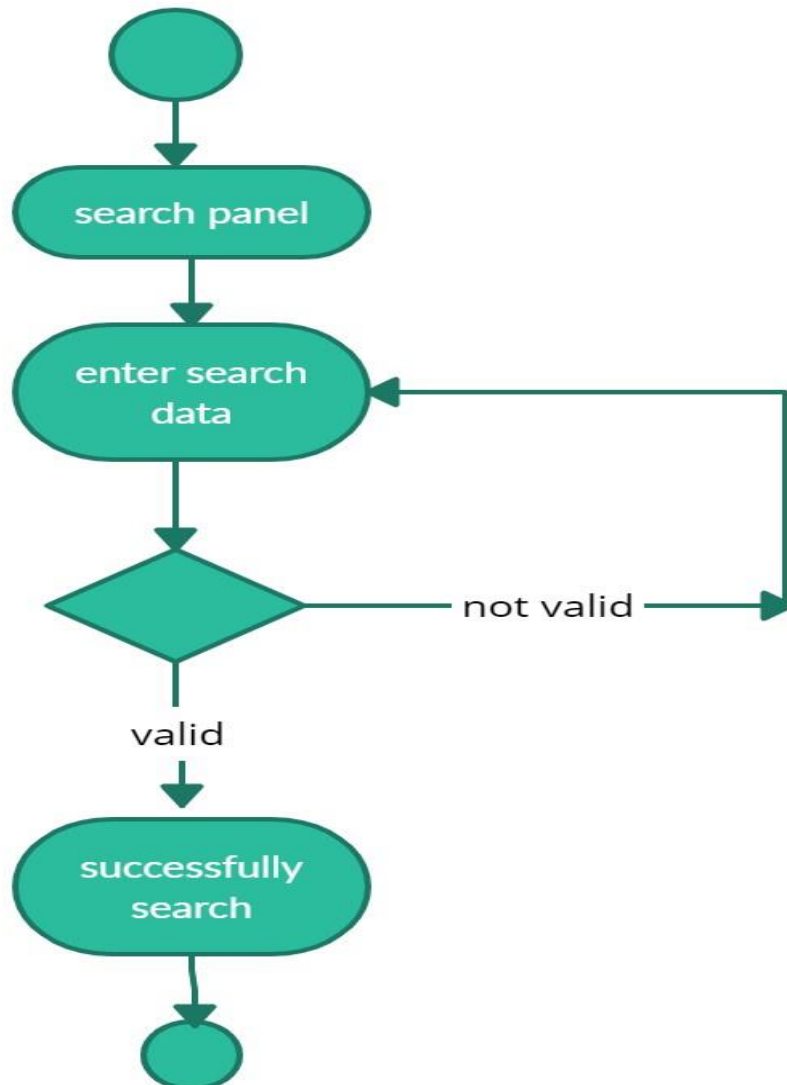 search panel
enter search
data
not valid
valid
successfully
search